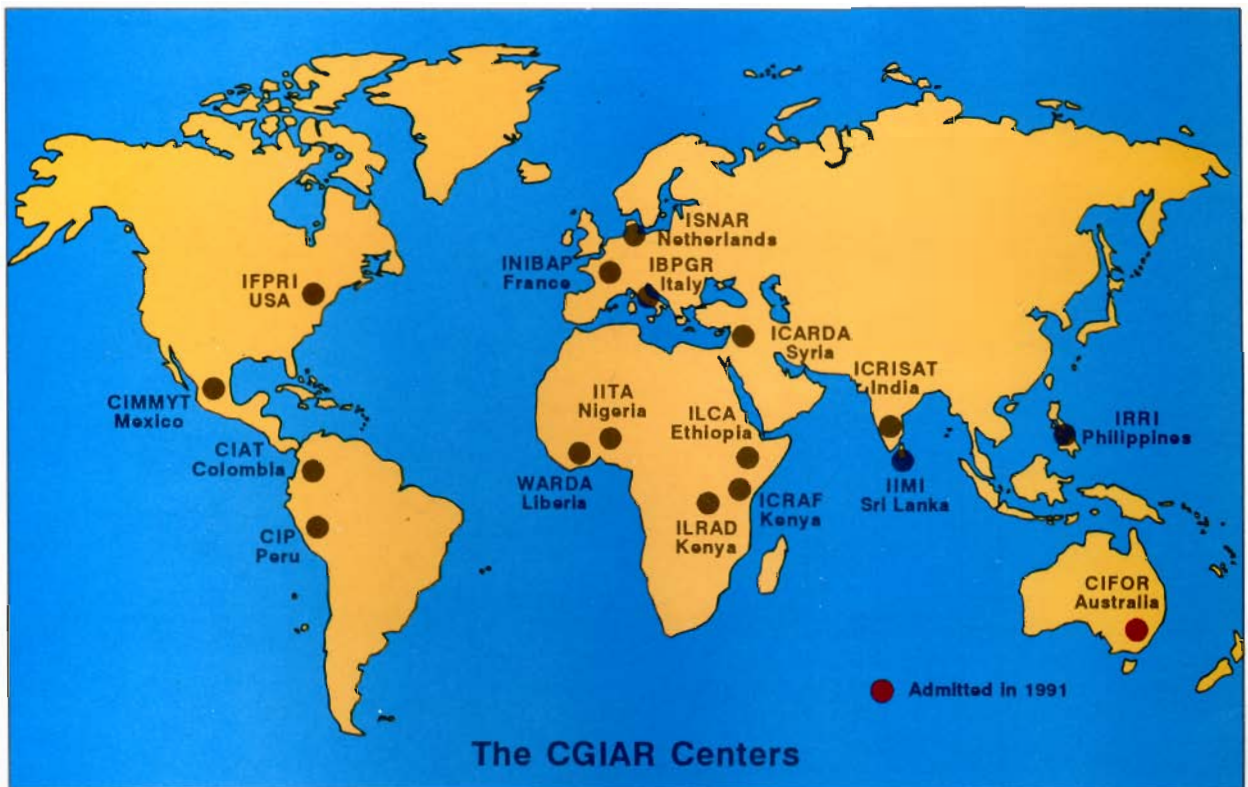 ISNAR
Netherlands
INIBAP
France
IBPGR
Italy
IFPRI
USA
ICARDA
Syria
ICRISAT
India
CIMMYT
Mexico
IITA
Nigeria
ILCA
Ethiopia
IRRI
Philippines
CIAT
Colombia
WARDA
Liberia
ICRAF
Kenya
IIMI
Sri Lanka
CIP
Peru
ILRAD
Kenya
CIFOR
Australia
Admitted in 1991
The CGIAR Centers